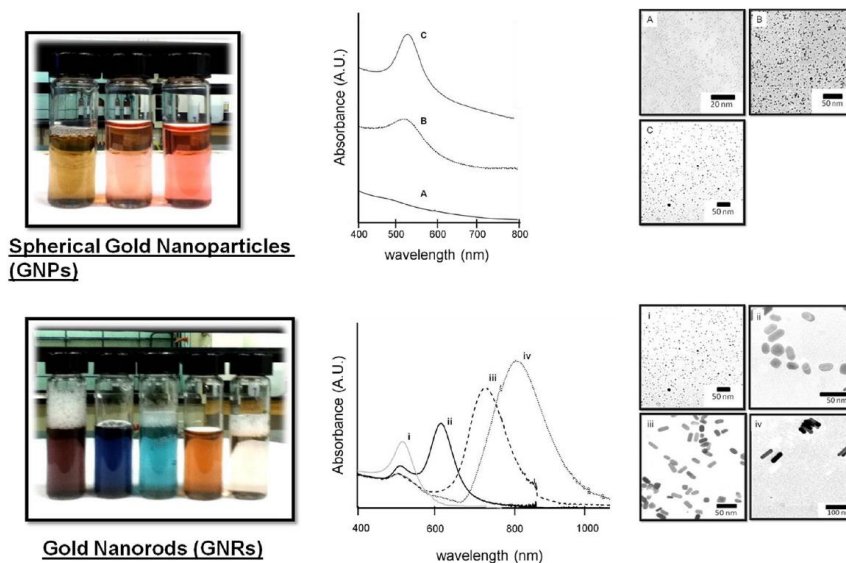 C
B
A
Absorbance (A.U.)
400 500 600 700 800
wavelength (nm)
A
20 nm
B
50 nm
C
50 nm
Spherical Gold Nanoparticles
(GNPs)
i
ii
iii
iv
Absorbance (A.U.)
400 600 800 1000
wavelength (nm)
i
50 nm
ii
50 nm
iii
50 nm
iv
100 nm
Gold Nanorods (GNRs)